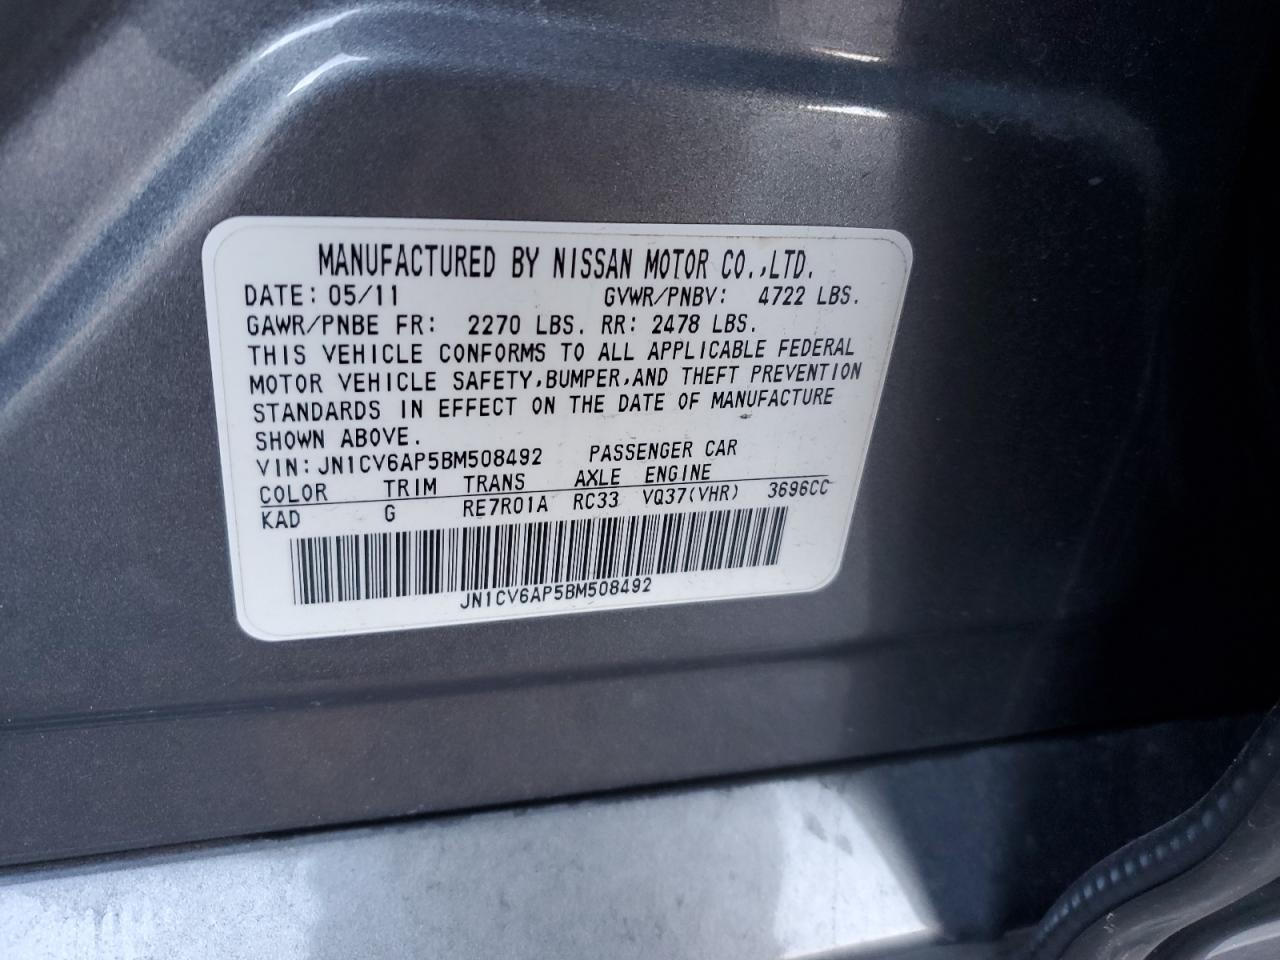 MANUFACTURED BY NISSAN MOTOR CO.,LTD.
DATE: 05/11 GVWR/PNBV: 4722 LBS.
GAWR/PNBE FR: 2270 LBS. RR: 2478 LBS.
THIS VEHICLE CONFORMS TO ALL APPLICABLE FEDERAL
MOTOR VEHICLE SAFETY,BUMPER,AND THEFT PREVENTION
STANDARDS IN EFFECT ON THE DATE OF MANUFACTURE
SHOWN ABOVE.
VIN: JN1CV6AP5BM508492 PASSENGER CAR
COLOR TRIM TRANS AXLE ENGINE
KAD G RE7R01A RC33 VQ37(VHR) 3696CC
JN1CV6AP5BM508492